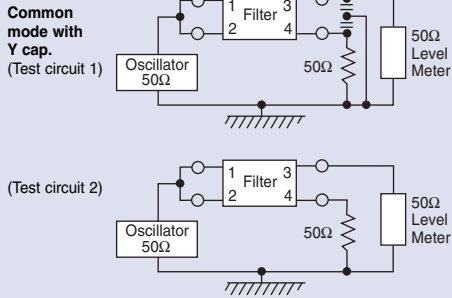 Common
mode with
Y cap.
(Test circuit 1)
Oscillator
50Ω
1 Filter 3
2 4
50Ω
50Ω
Level
Meter
(Test circuit 2)
Oscillator
50Ω
1 Filter 3
2 4
50Ω
50Ω
Level
Meter